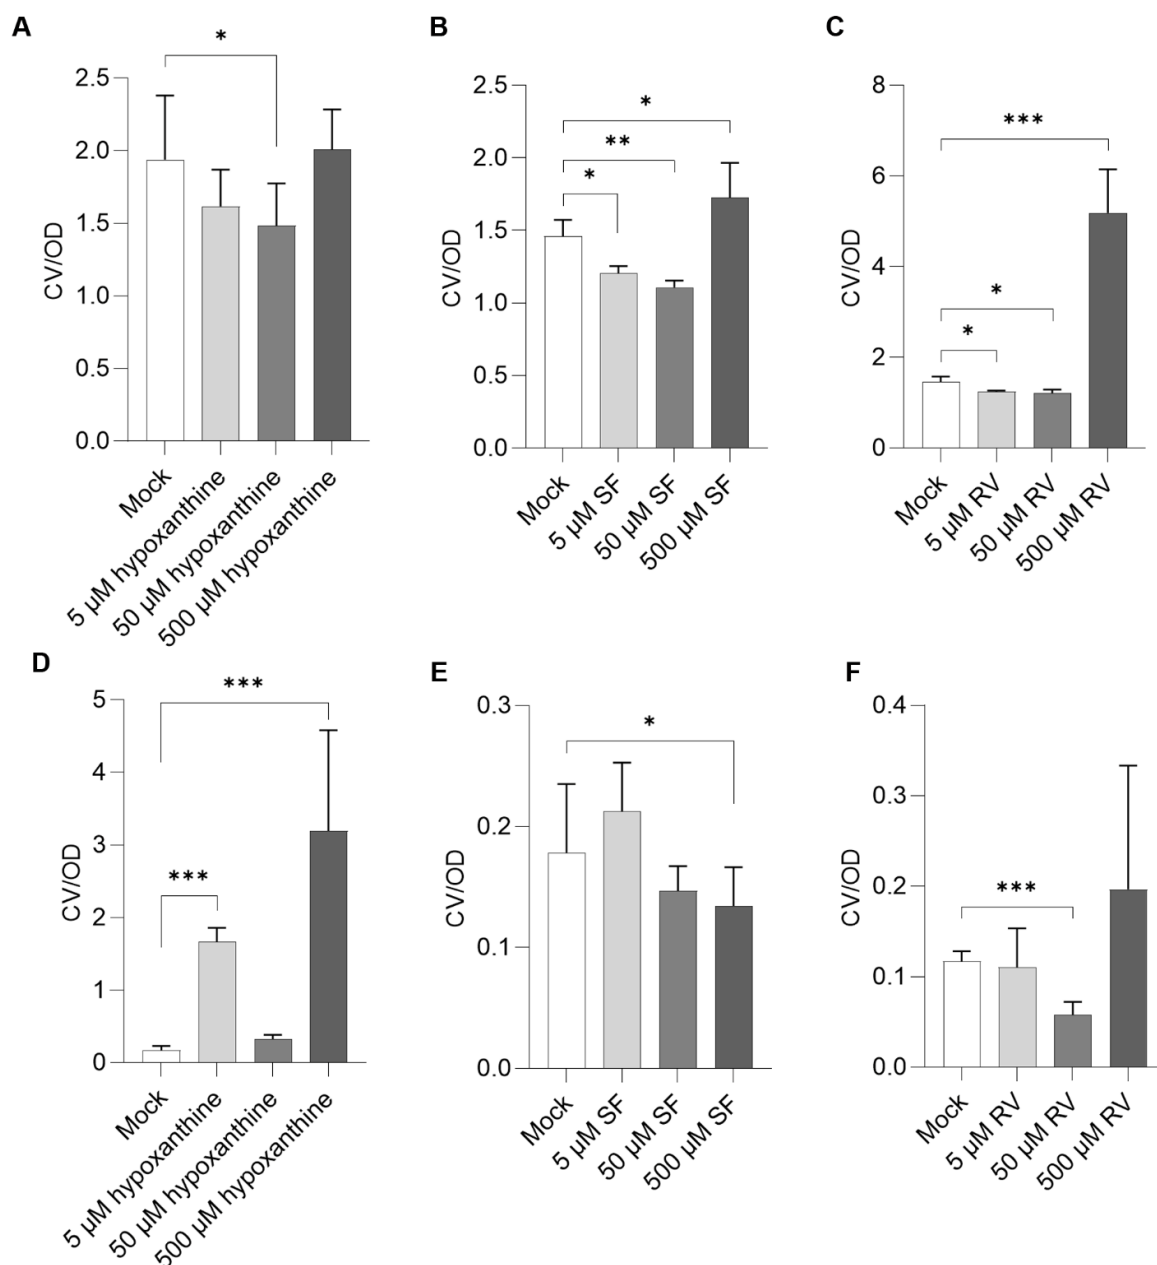 A
*
2.5
2.0
1.5
1.0
0.5
0.0
CV/OD
Mock
5 µM hypoxanthine
50 µM hypoxanthine
500 µM hypoxanthine
B
*
**
*
2.5
2.0
1.5
1.0
0.5
0.0
CV/OD
Mock
5 µM SF
50 µM SF
500 µM SF
C
***
*
*
8
6
4
2
0
CV/OD
Mock
5 µM RV
50 µM RV
500 µM RV
D
***
***
5
4
3
2
1
0
CV/OD
Mock
5 µM hypoxanthine
50 µM hypoxanthine
500 µM hypoxanthine
E
*
0.3
0.2
0.1
0.0
CV/OD
Mock
5 µM SF
50 µM SF
500 µM SF
F
***
0.4
0.3
0.2
0.1
0.0
CV/OD
Mock
5 µM RV
50 µM RV
500 µM RV